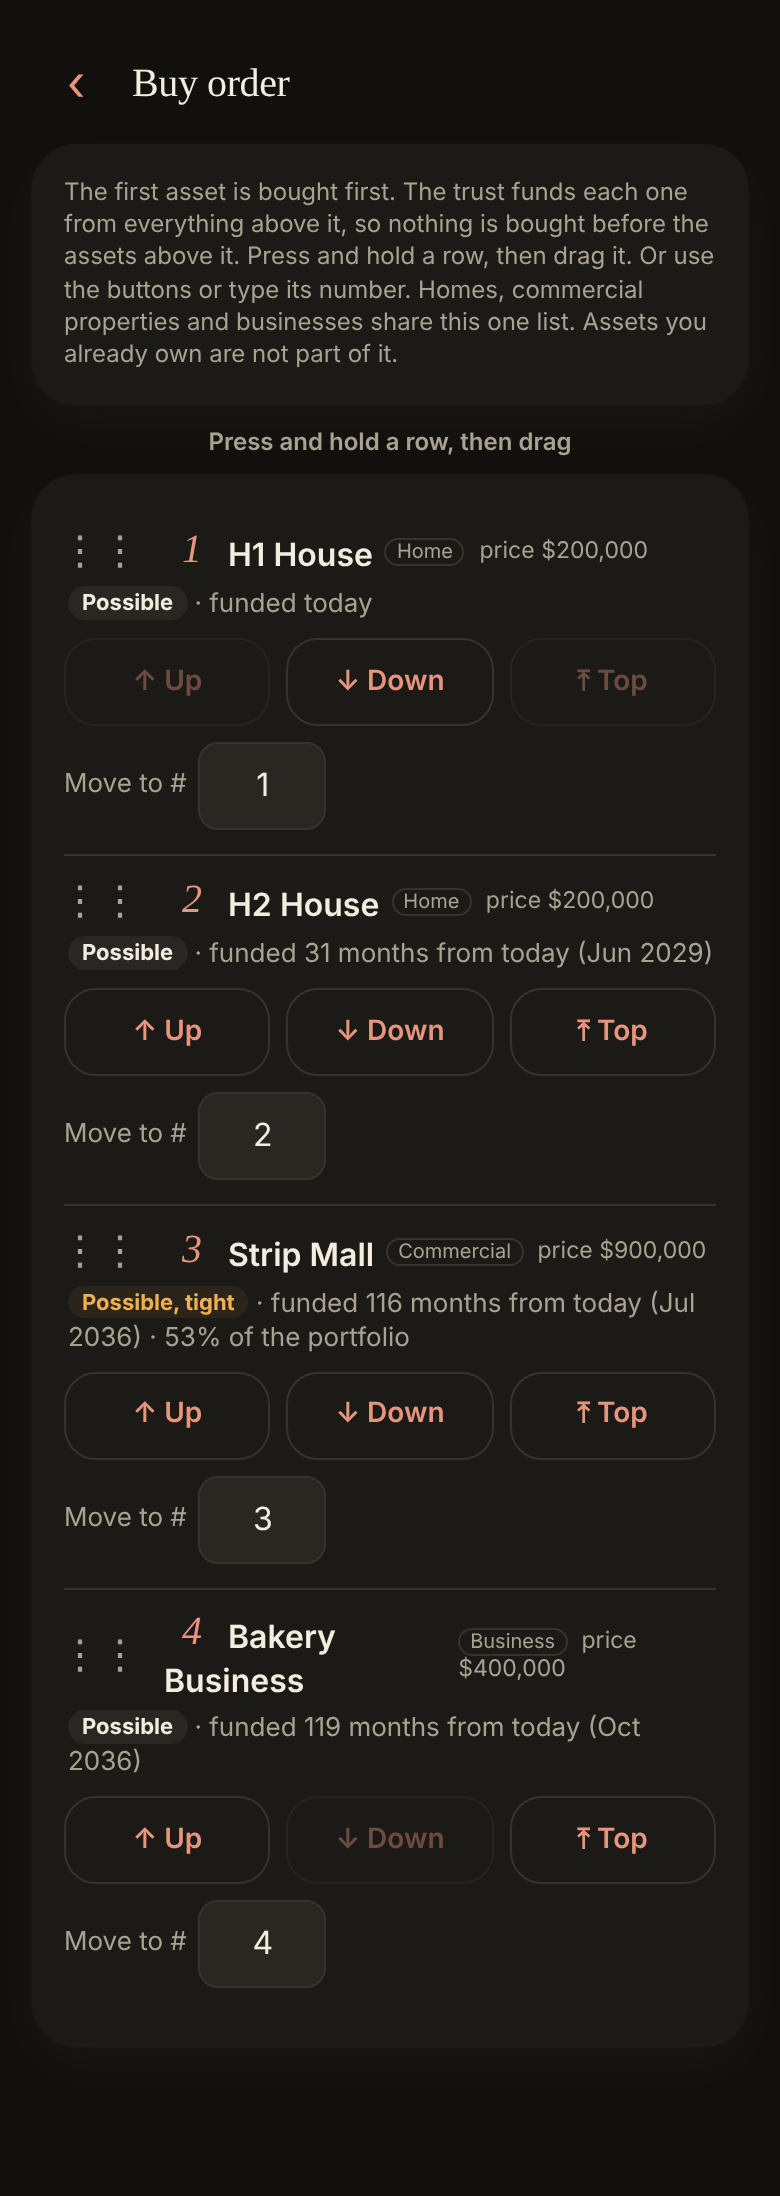 ‹ Buy order
The first asset is bought first. The trust funds each one
from everything above it, so nothing is bought before the
assets above it. Press and hold a row, then drag it. Or use
the buttons or type its number. Homes, commercial
properties and businesses share this one list. Assets you
already own are not part of it.
Press and hold a row, then drag
⋮⋮ 1 H1 House Home price $200,000
Possible · funded today
↑ Up ↓ Down ⤒ Top
Move to # 1
⋮⋮ 2 H2 House Home price $200,000
Possible · funded 31 months from today (Jun 2029)
↑ Up ↓ Down ⤒ Top
Move to # 2
⋮⋮ 3 Strip Mall Commercial price $900,000
Possible, tight · funded 116 months from today (Jul
2036) · 53% of the portfolio
↑ Up ↓ Down ⤒ Top
Move to # 3
⋮⋮ 4 Bakery Business price
Business $400,000
Possible · funded 119 months from today (Oct
2036)
↑ Up ↓ Down ⤒ Top
Move to # 4